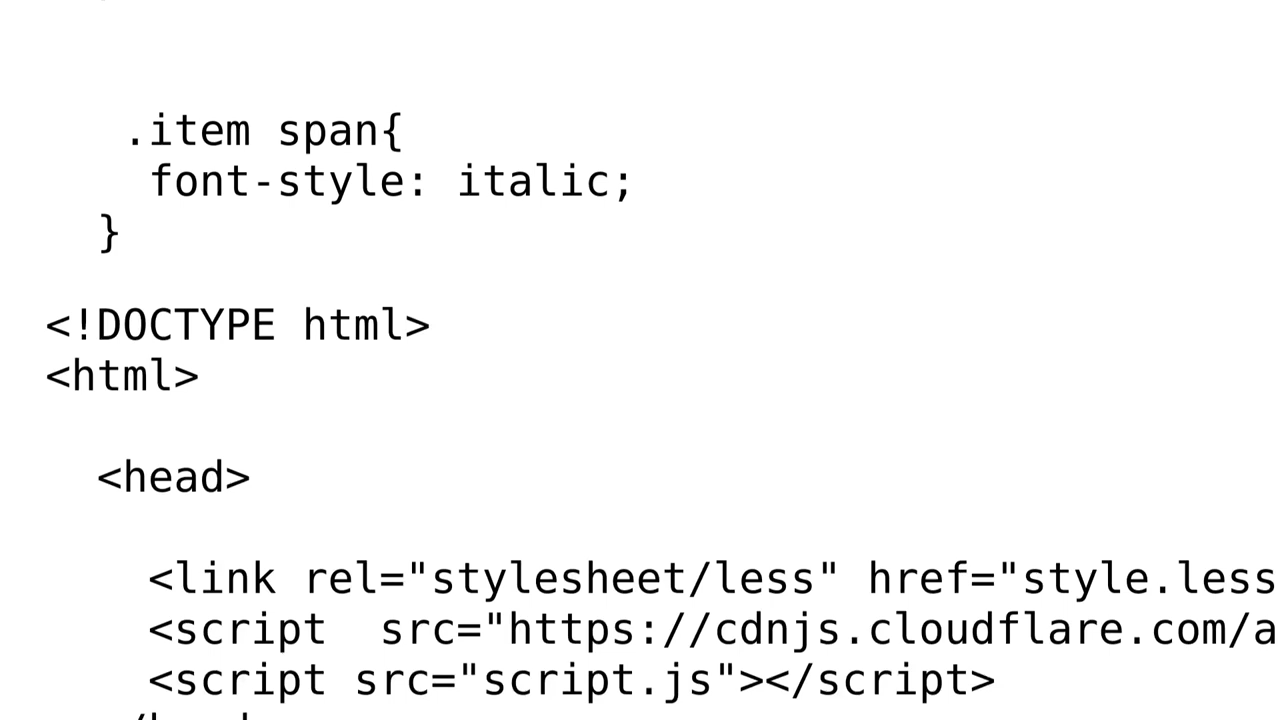 .item span{
font-style: italic;
}
<!DOCTYPE html>
<html>
<head>
<link rel="stylesheet/less" href="style.less
<script  src="https://cdnjs.cloudflare.com/a
<script src="script.js"></script>
</head>